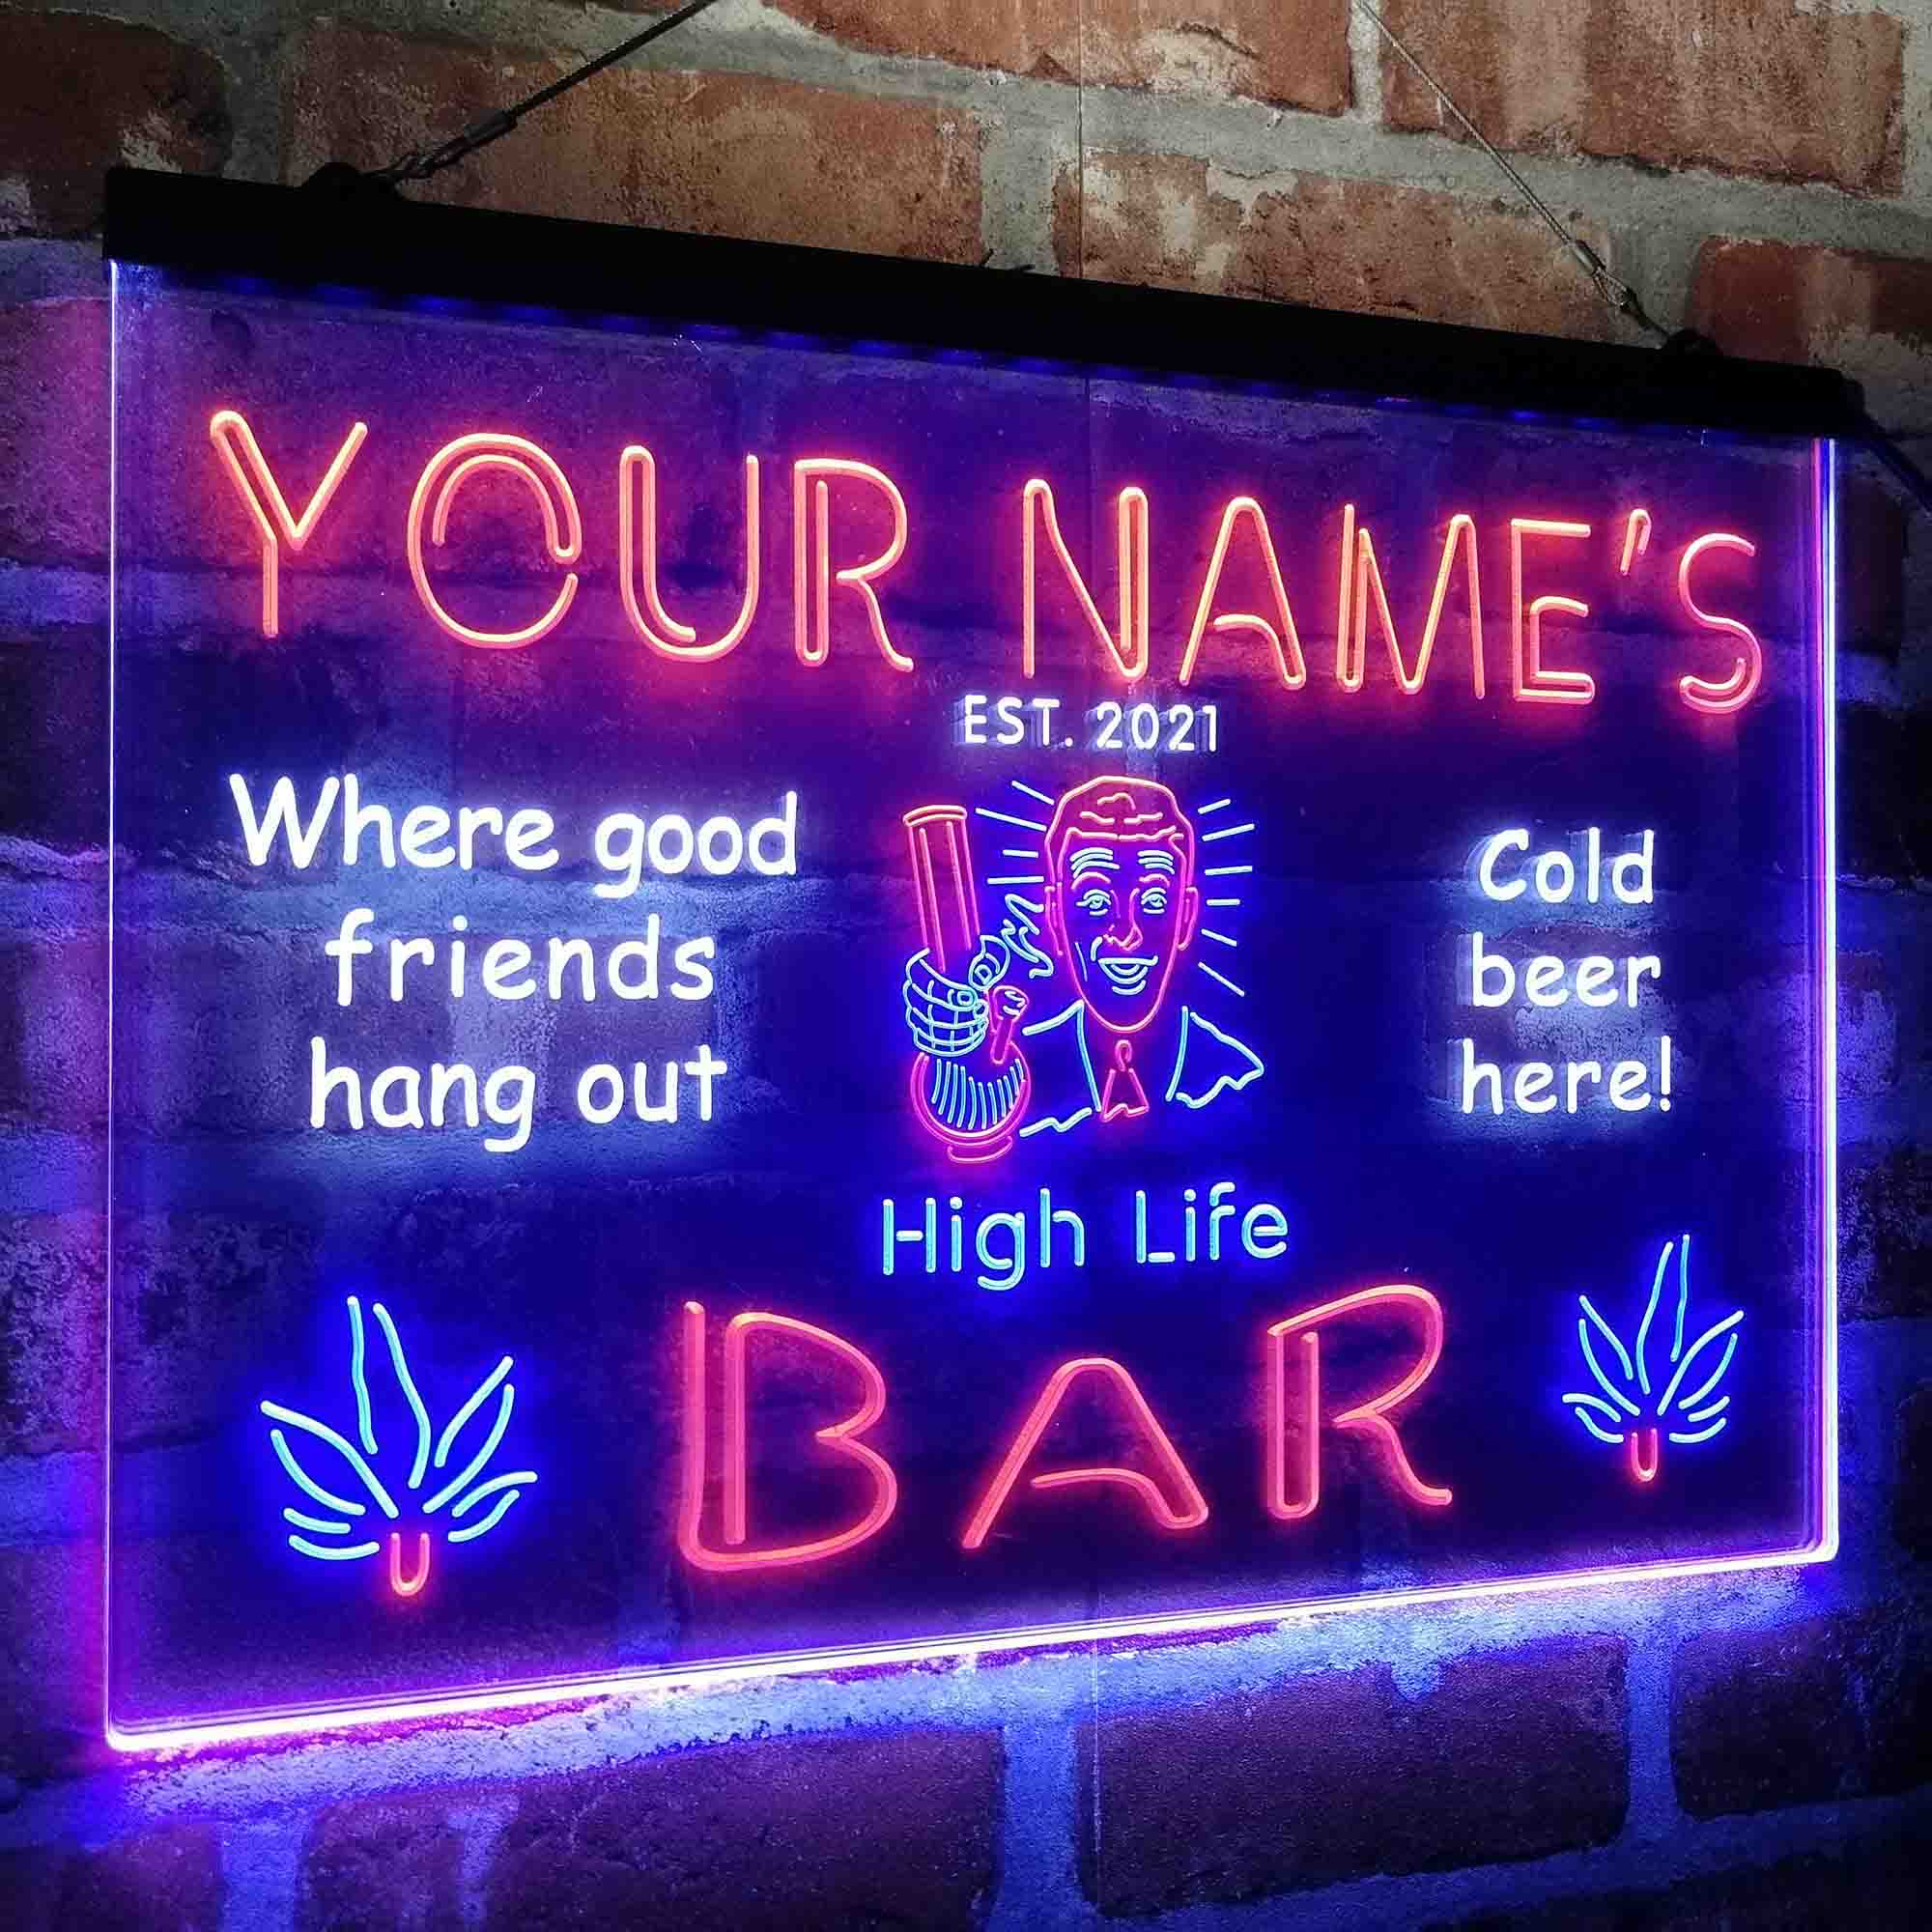 YOUR NAME'S
EST. 2021
Where good
friends
hang out
Cold
beer
here!
High Life
BAR